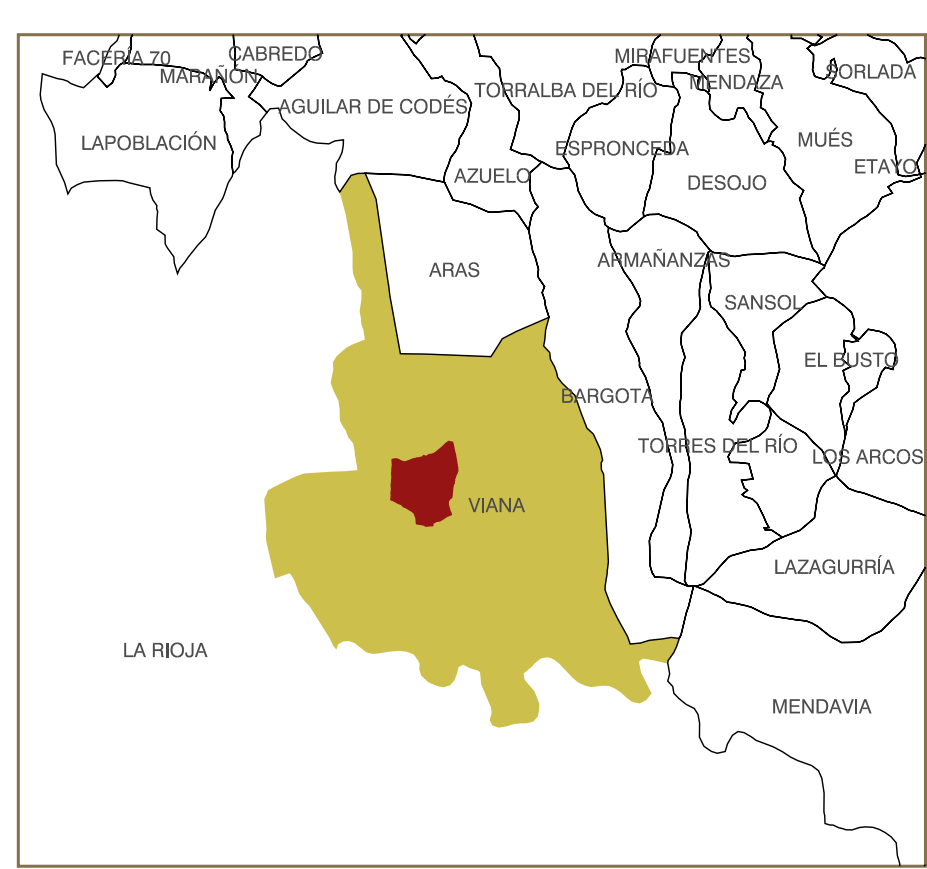 CABREDO
MIRAFUENTES
FACERÍA 70
SORLADA
MARAÑÓN
MENDAZA
TORRALBA DEL RÍO
AGUILAR DE CODÉS
LAPOBLACIÓN
MUÉS
ESPRONCEDA
ETAYO
AZUELO
DESOJO
ARMAÑANZAS
ARAS
SANSOL
EL BUSTO
BARGOTA
TORRES DEL RÍO
LOS ARCOS
VIANA
LAZAGURRÍA
LA RIOJA
MENDAVIA